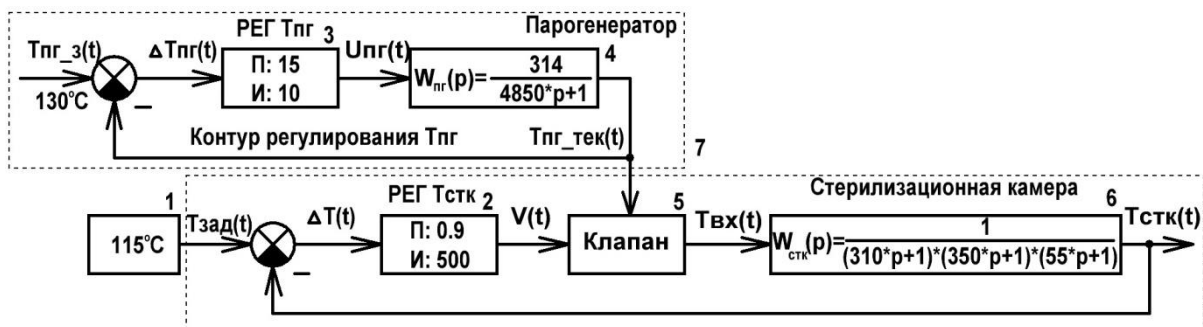 РЕГ Тпг 3
Парогенератор
Тпг_з(t)
ΔТпг(t)
Uпг(t)
4
П: 15
Wпг(p)=314/4850*p+1
130°C
И: 10
Контур регулирования Тпг
Тпг_тек(t)
7
РЕГ Тстк 2
Стерилизационная камера
1
Тзад(t)
ΔТ(t)
V(t)
5
Твх(t)
6
Тстк(t)
115°C
П: 0.9
И: 500
Клапан
Wстк(p)=1/(310*p+1)*(350*p+1)*(55*p+1)